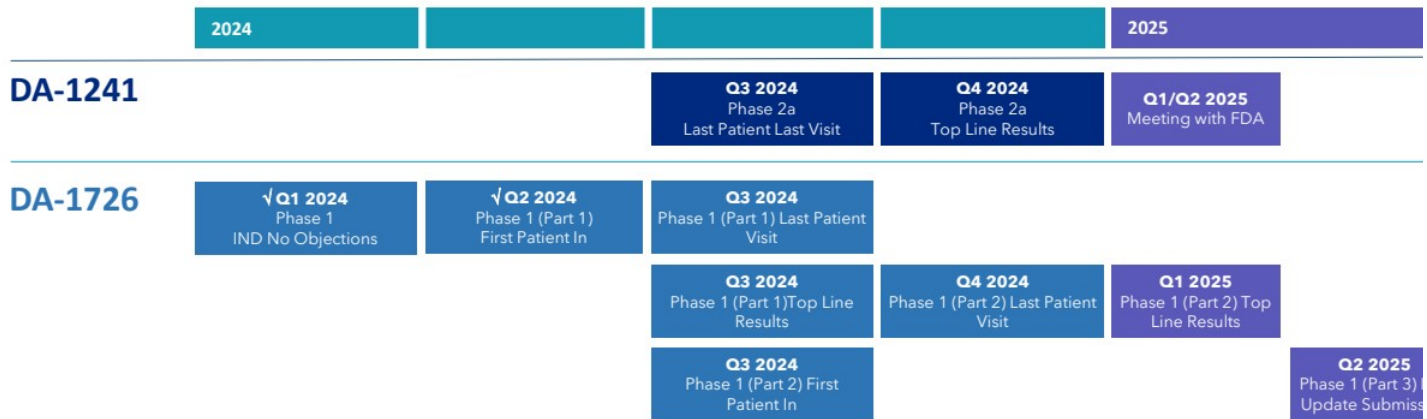 2024
2025
DA-1241
Q3 2024
Phase 2a
Last Patient Last Visit
Q4 2024
Phase 2a
Top Line Results
Q1/Q2 2025
Meeting with FDA
DA-1726
√ Q1 2024
Phase 1
IND No Objections
√ Q2 2024
Phase 1 (Part 1)
First Patient In
Q3 2024
Phase 1 (Part 1) Last Patient
Visit
Q3 2024
Phase 1 (Part 1)Top Line
Results
Q4 2024
Phase 1 (Part 2) Last Patient
Visit
Q1 2025
Phase 1 (Part 2) Top
Line Results
Q3 2024
Phase 1 (Part 2) First
Patient In
Q2 2025
Phase 1 (Part 3)
Update